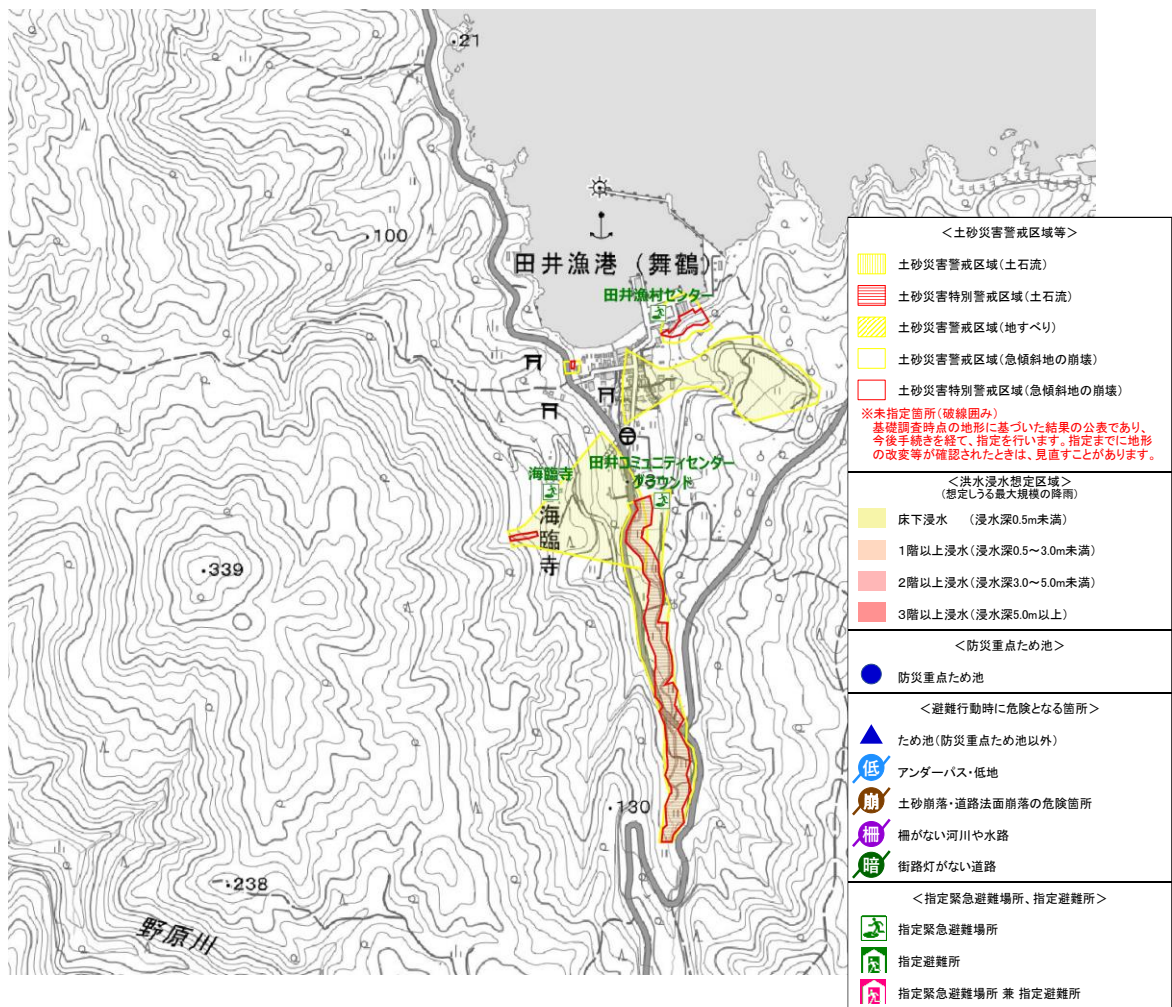 ・21
・100
田井漁港（舞鶴）
田井漁村センター
田井コミュニティセンター
グラウンド
海臨寺
海臨寺
・339
・130
・238
野原川
＜土砂災害警戒区域等＞
土砂災害警戒区域（土石流）
土砂災害特別警戒区域（土石流）
土砂災害警戒区域（地すべり）
土砂災害警戒区域（急傾斜地の崩壊）
土砂災害特別警戒区域（急傾斜地の崩壊）
※未指定箇所（破線囲み）
基礎調査時点の地形に基づいた結果の公表であり、
今後手続きを経て、指定を行います。指定までに地形
の改変等が確認されたときは、見直すことがあります。
＜洪水浸水想定区域＞
（想定しうる最大規模の降雨）
床下浸水　（浸水深0.5m未満）
1階以上浸水（浸水深0.5～3.0m未満）
2階以上浸水（浸水深3.0～5.0m未満）
3階以上浸水（浸水深5.0m以上）
＜防災重点ため池＞
防災重点ため池
＜避難行動時に危険となる箇所＞
ため池（防災重点ため池以外）
低 アンダーパス・低地
崩 土砂崩落・道路法面崩落の危険箇所
柵 柵がない河川や水路
暗 街路灯がない道路
＜指定緊急避難場所、指定避難所＞
指定緊急避難場所
指定避難所
指定緊急避難場所 兼 指定避難所